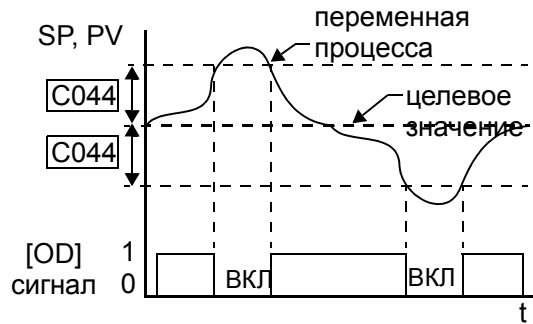 SP, PV
переменная
процесса
C044
целевое
значение
C044
[OD] 1
сигнал 0
ВКЛ
ВКЛ
t